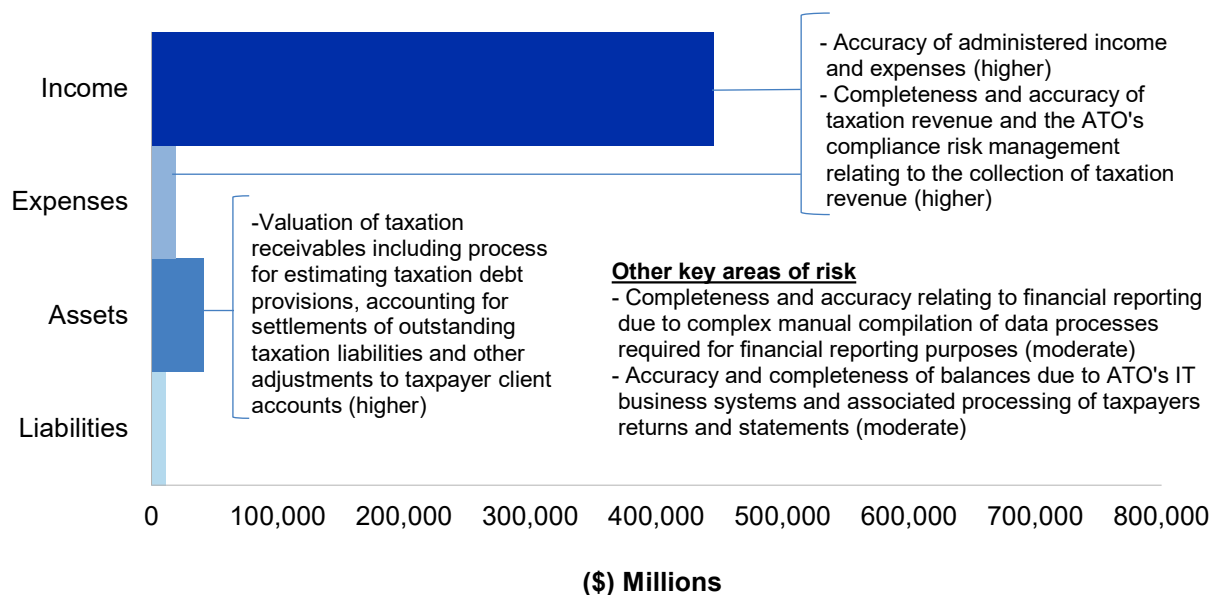 Income
- Accuracy of administered income
and expenses (higher)
- Completeness and accuracy of
taxation revenue and the ATO's
compliance risk management
relating to the collection of taxation
revenue (higher)
Expenses
-Valuation of taxation
receivables including process
for estimating taxation debt
provisions, accounting for
settlements of outstanding
taxation liabilities and other
adjustments to taxpayer client
accounts (higher)
Other key areas of risk
- Completeness and accuracy relating to financial reporting
due to complex manual compilation of data processes
required for financial reporting purposes (moderate)
- Accuracy and completeness of balances due to ATO's IT
business systems and associated processing of taxpayers
returns and statements (moderate)
Assets
Liabilities
0 100,000 200,000 300,000 400,000 500,000 600,000 700,000 800,000
($) Millions